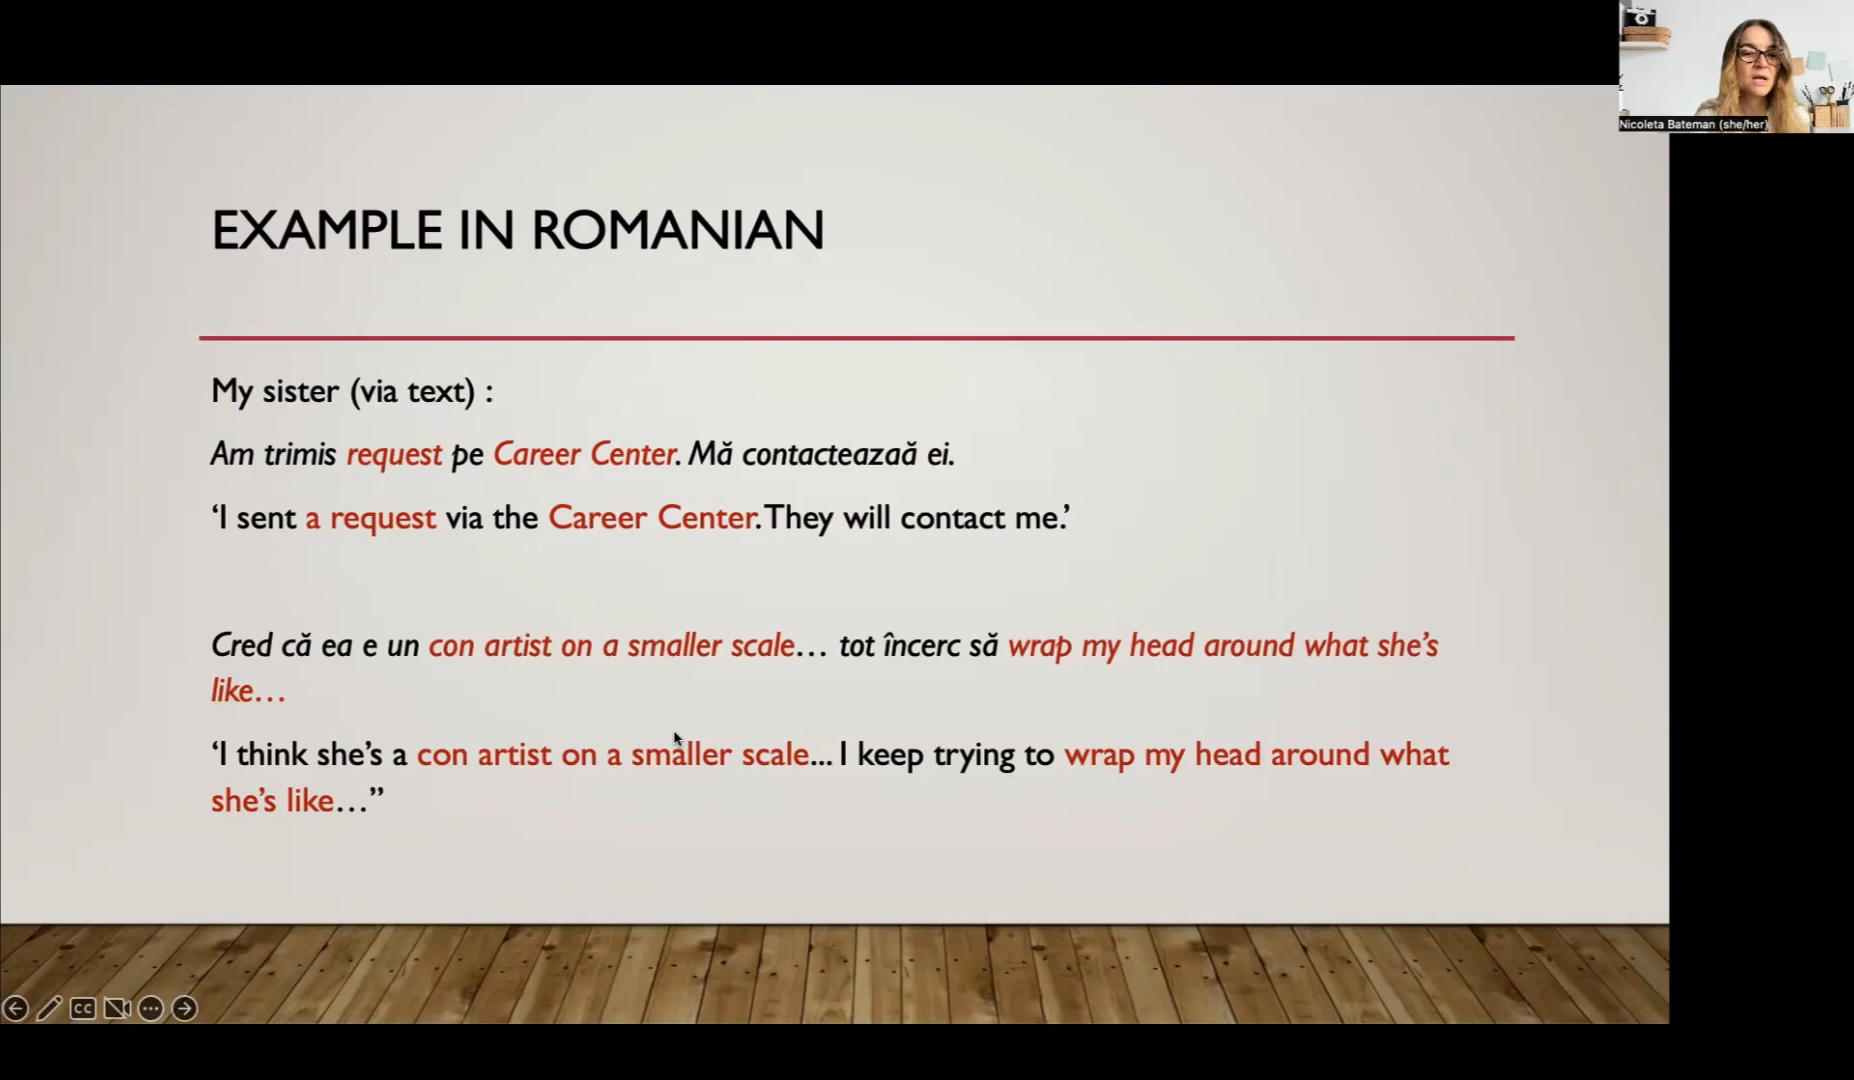 Nicoleta Bateman (she/her)
EXAMPLE IN ROMANIAN
My sister (via text) :
Am trimis request pe Career Center. Mă contacteazaă ei.
‘I sent a request via the Career Center. They will contact me.’
Cred că ea e un con artist on a smaller scale… tot încerc să wrap my head around what she’s
like…
‘I think she’s a con artist on a smaller scale... I keep trying to wrap my head around what
she’s like…”
CC